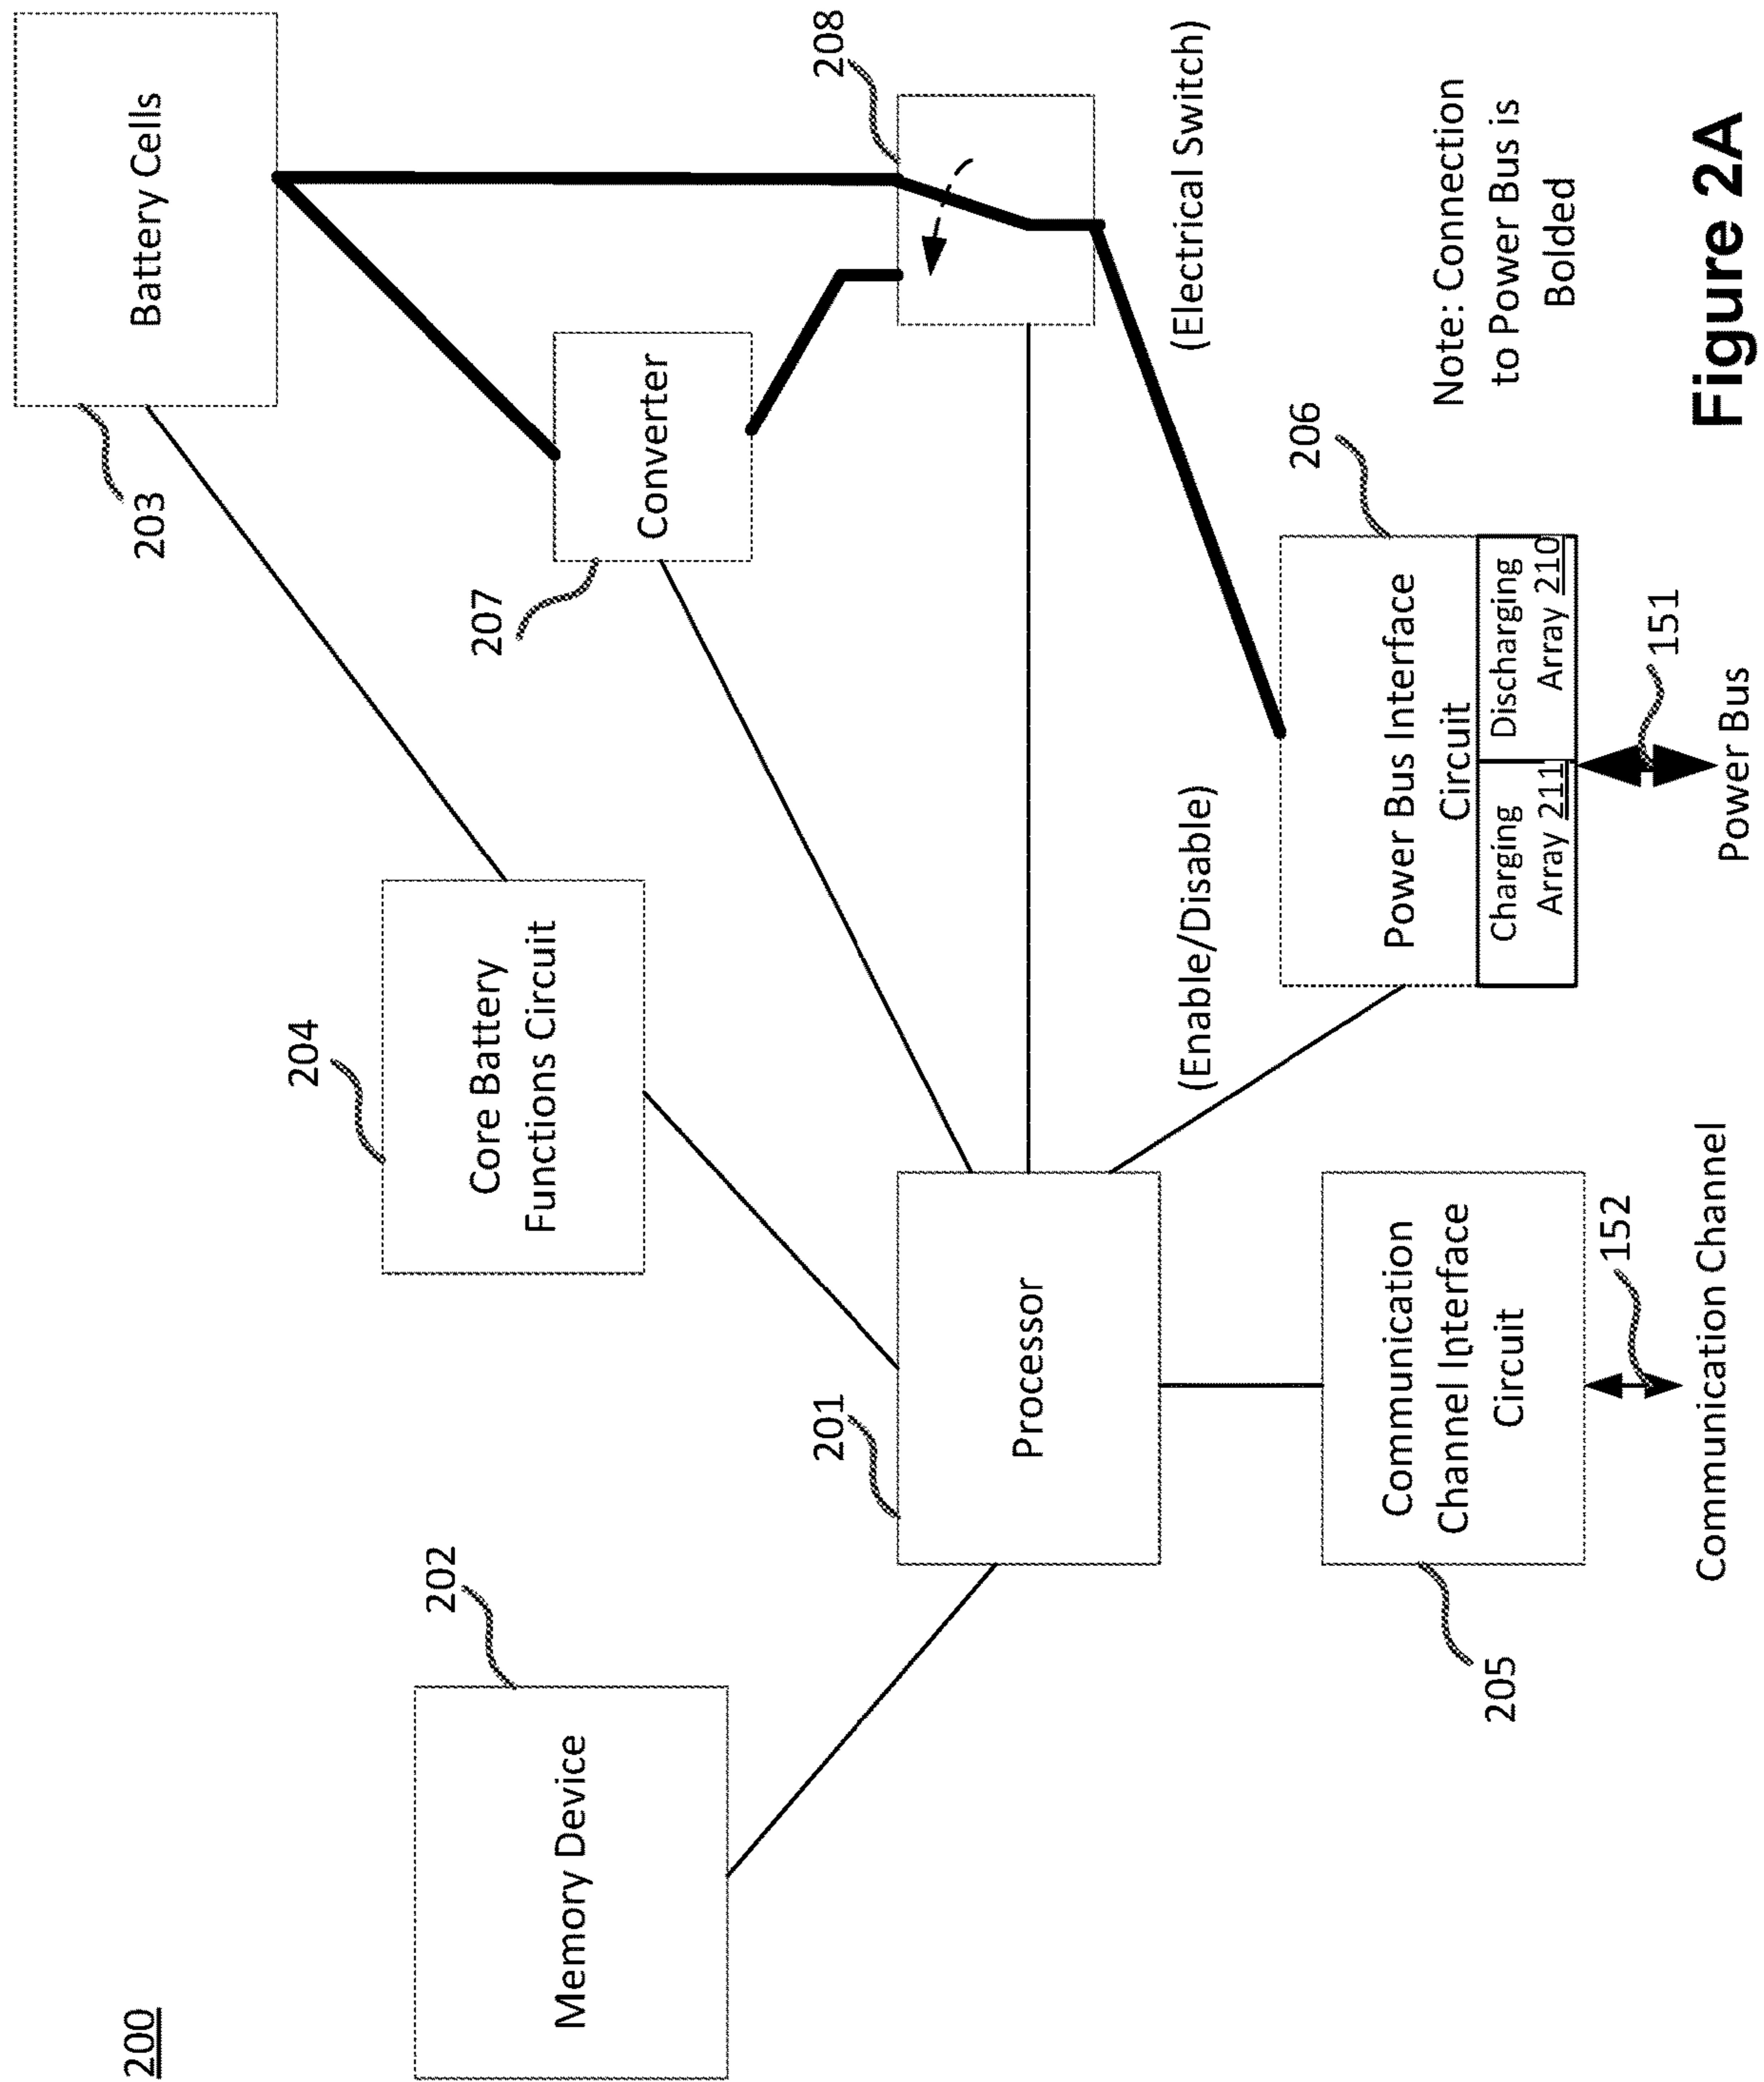 200
Memory Device
202
204
Core Battery
Functions Circuit
203
Battery Cells
207
Converter
208
(Electrical Switch)
201
Processor
(Enable/Disable)
206
Power Bus Interface
Circuit
Charging
Array 211
Discharging
Array 210
151
Power Bus
205
Communication
Channel Interface
Circuit
152
Communication Channel
Note: Connection
to Power Bus is
Bolded
Figure 2A